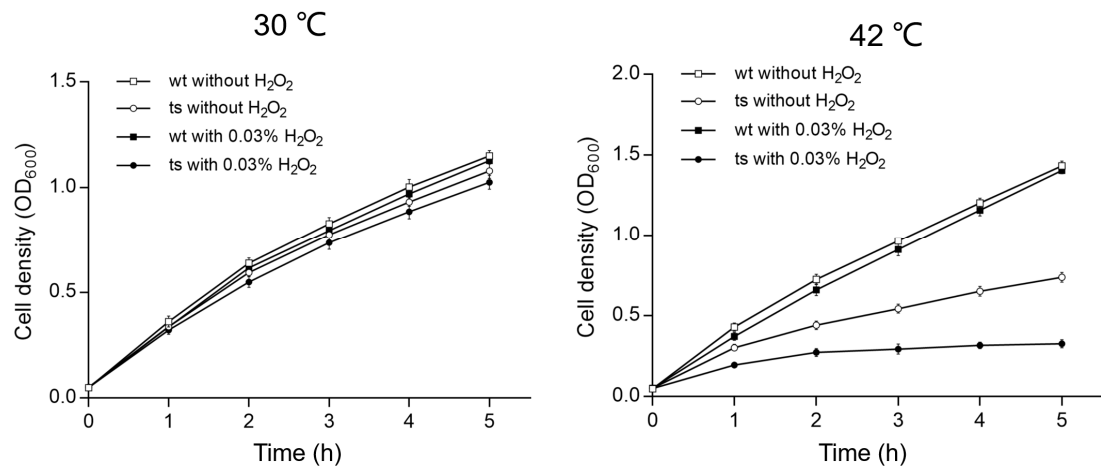 30 ℃
1.5
1.0
0.5
0.0
Cell density (OD₆₀₀)
wt without H₂O₂
ts without H₂O₂
wt with 0.03% H₂O₂
ts with 0.03% H₂O₂
0 1 2 3 4 5
Time (h)
42 ℃
2.0
1.5
1.0
0.5
0.0
Cell density (OD₆₀₀)
wt without H₂O₂
ts without H₂O₂
wt with 0.03% H₂O₂
ts with 0.03% H₂O₂
0 1 2 3 4 5
Time (h)